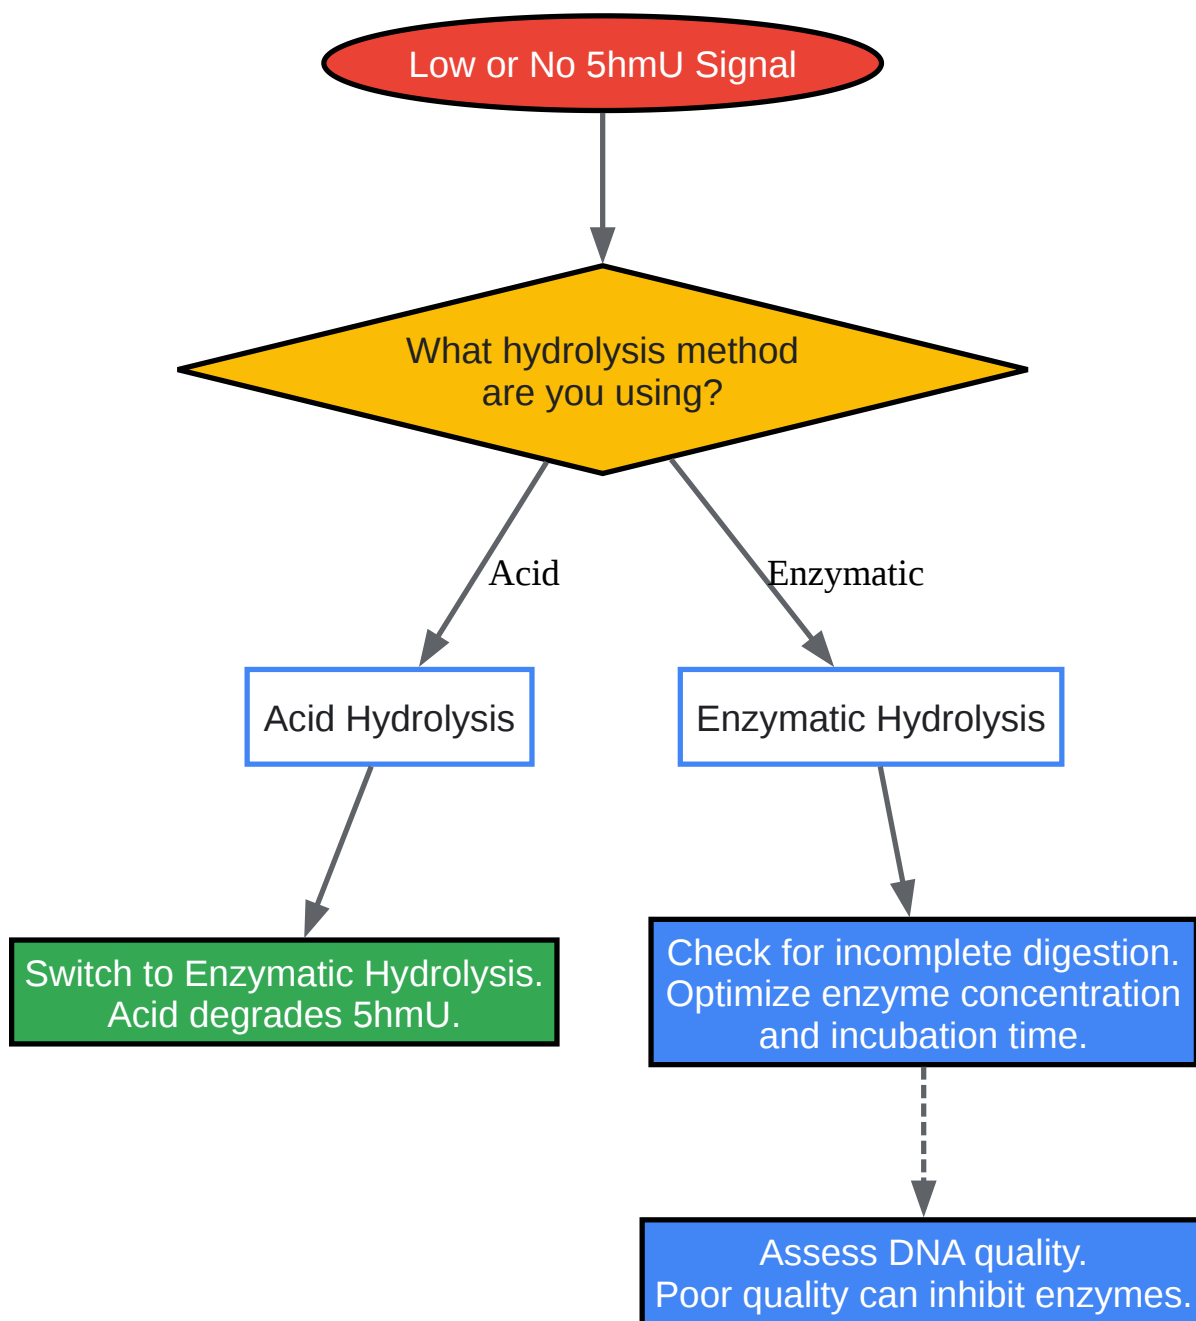 Low or No 5hmU Signal
What hydrolysis method
are you using?
Acid
Enzymatic
Acid Hydrolysis
Enzymatic Hydrolysis
Switch to Enzymatic Hydrolysis.
Acid degrades 5hmU.
Check for incomplete digestion.
Optimize enzyme concentration
and incubation time.
Assess DNA quality.
Poor quality can inhibit enzymes.